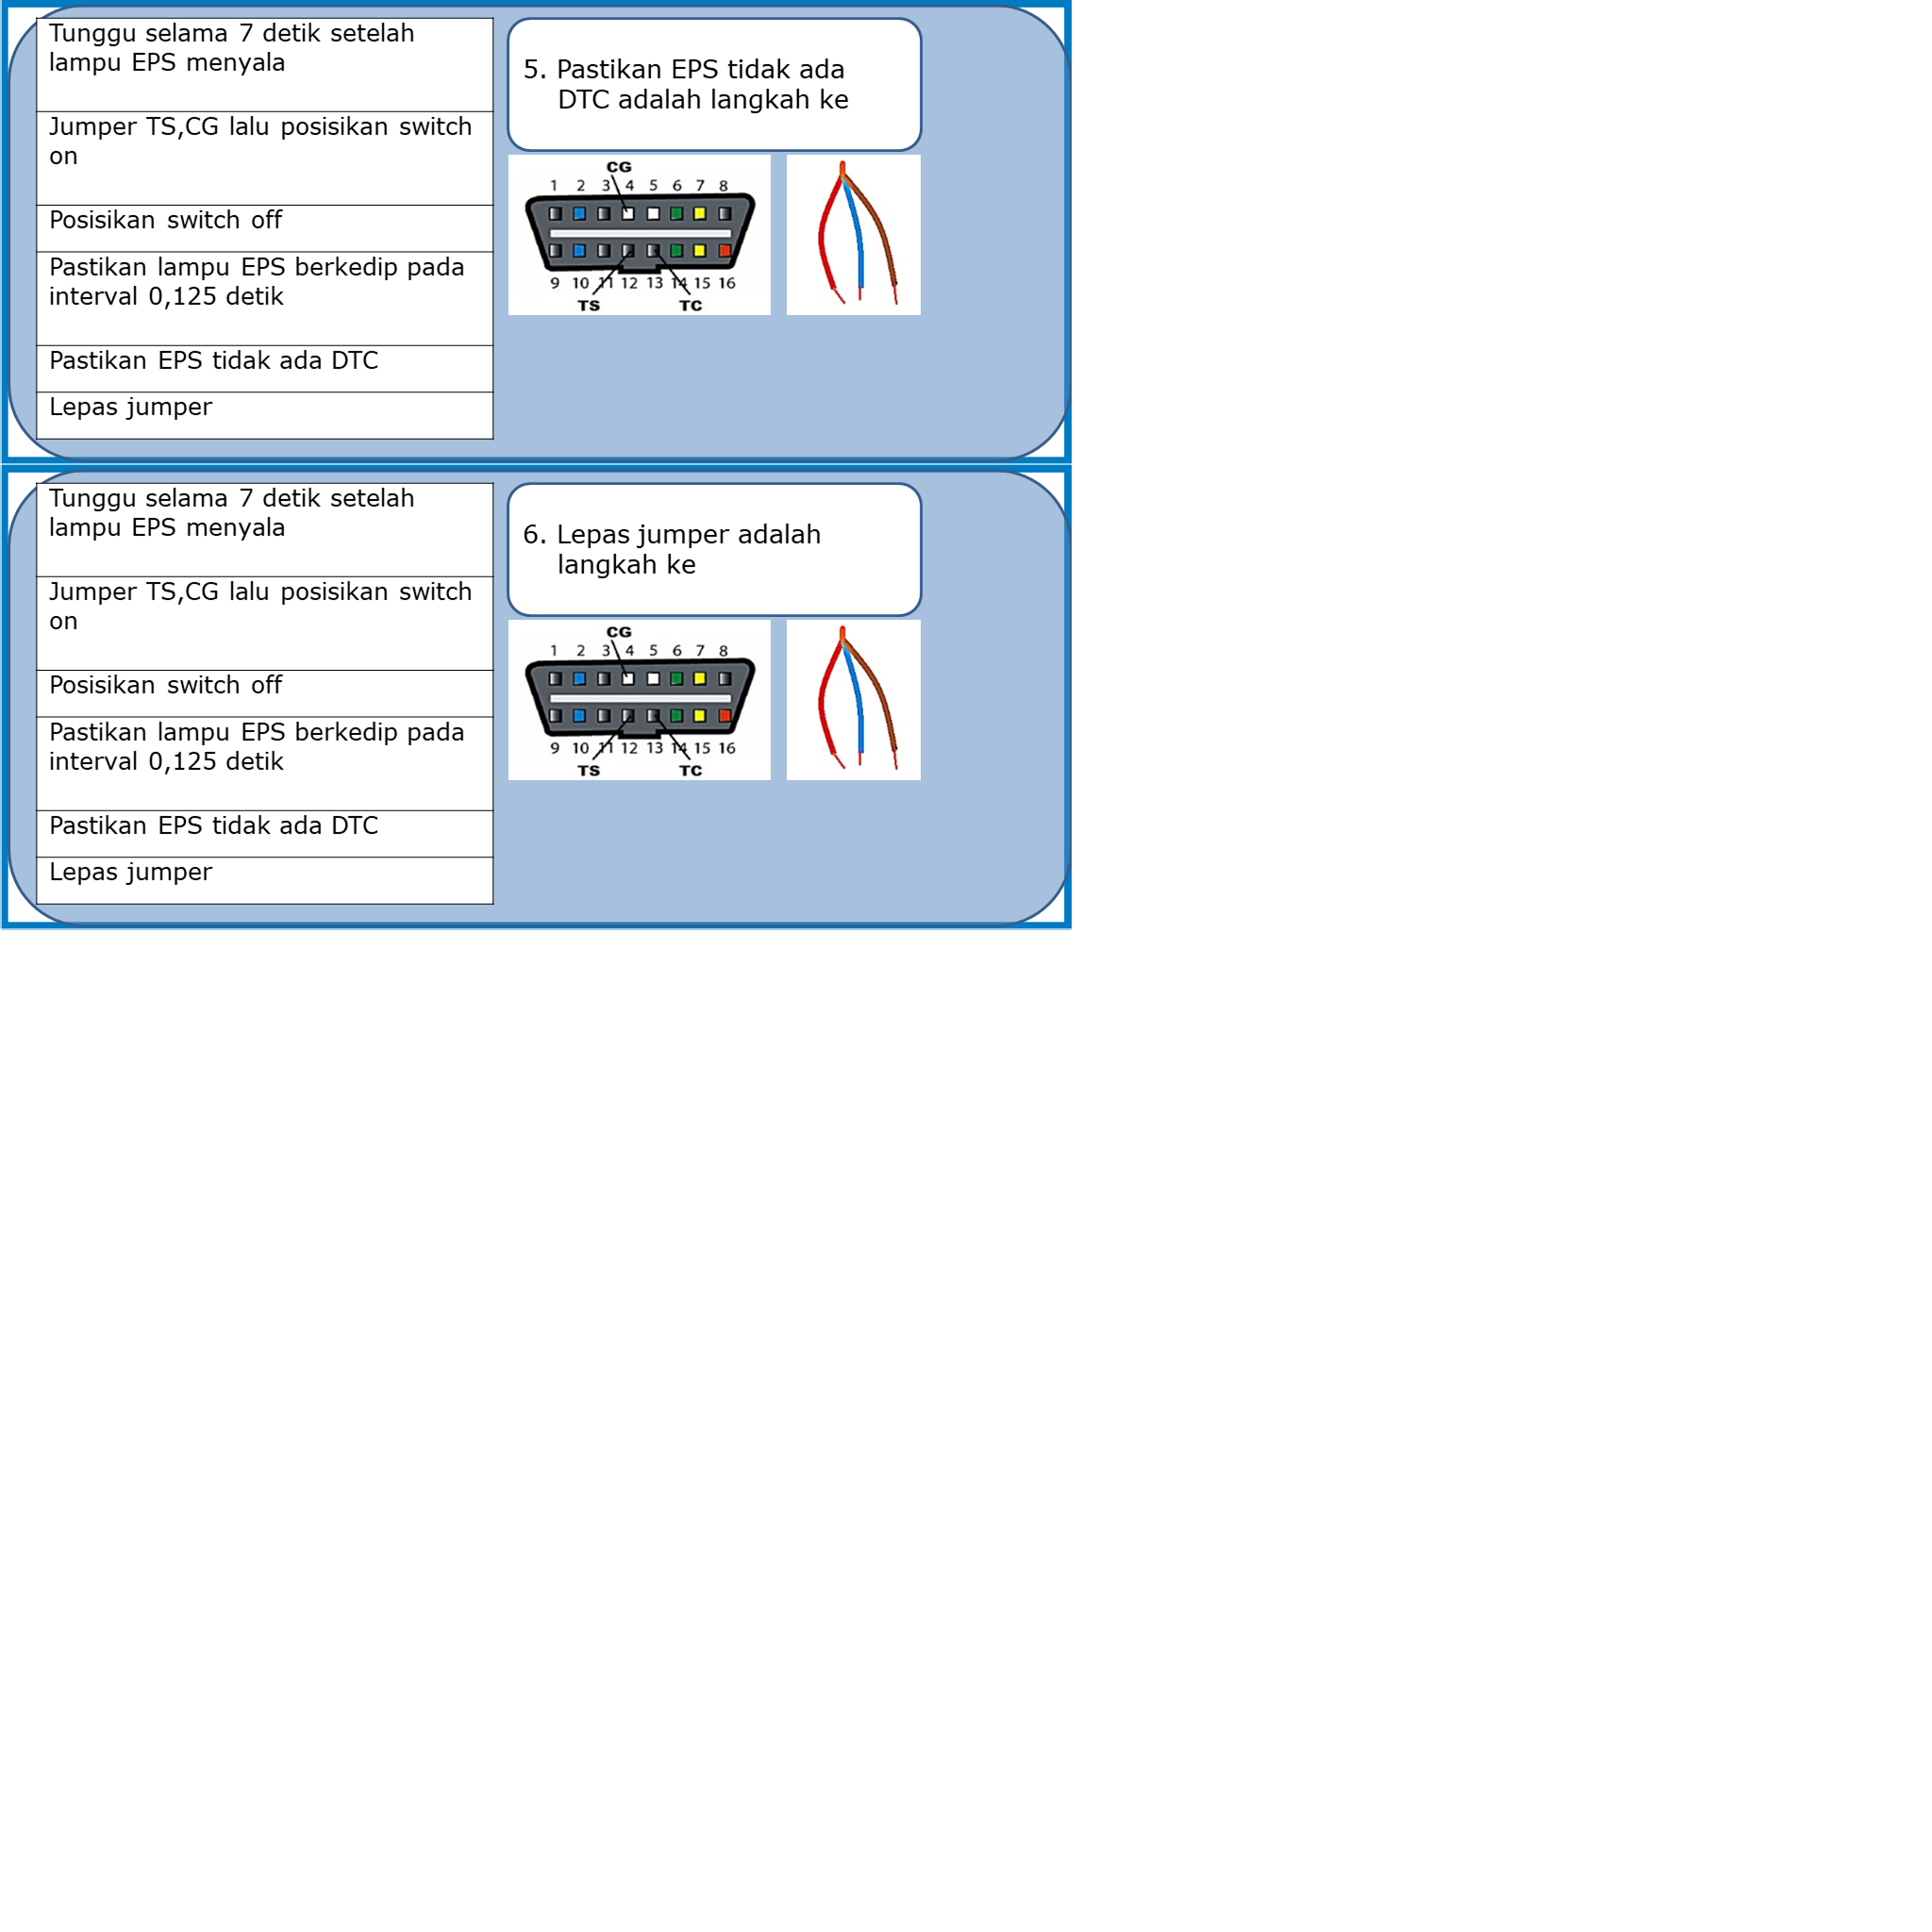 Tunggu selama 7 detik setelah
lampu EPS menyala
Jumper TS,CG lalu posisikan switch
on
Posisikan switch off
Pastikan lampu EPS berkedip pada
interval 0,125 detik
Pastikan EPS tidak ada DTC
Lepas jumper
5. Pastikan EPS tidak ada
DTC adalah langkah ke
CG
1 2 3 4 5 6 7 8
9 10 11 12 13 14 15 16
TS TC
Tunggu selama 7 detik setelah
lampu EPS menyala
Jumper TS,CG lalu posisikan switch
on
Posisikan switch off
Pastikan lampu EPS berkedip pada
interval 0,125 detik
Pastikan EPS tidak ada DTC
Lepas jumper
6. Lepas jumper adalah
langkah ke
CG
1 2 3 4 5 6 7 8
9 10 11 12 13 14 15 16
TS TC